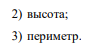 2) высота;
3) периметр.